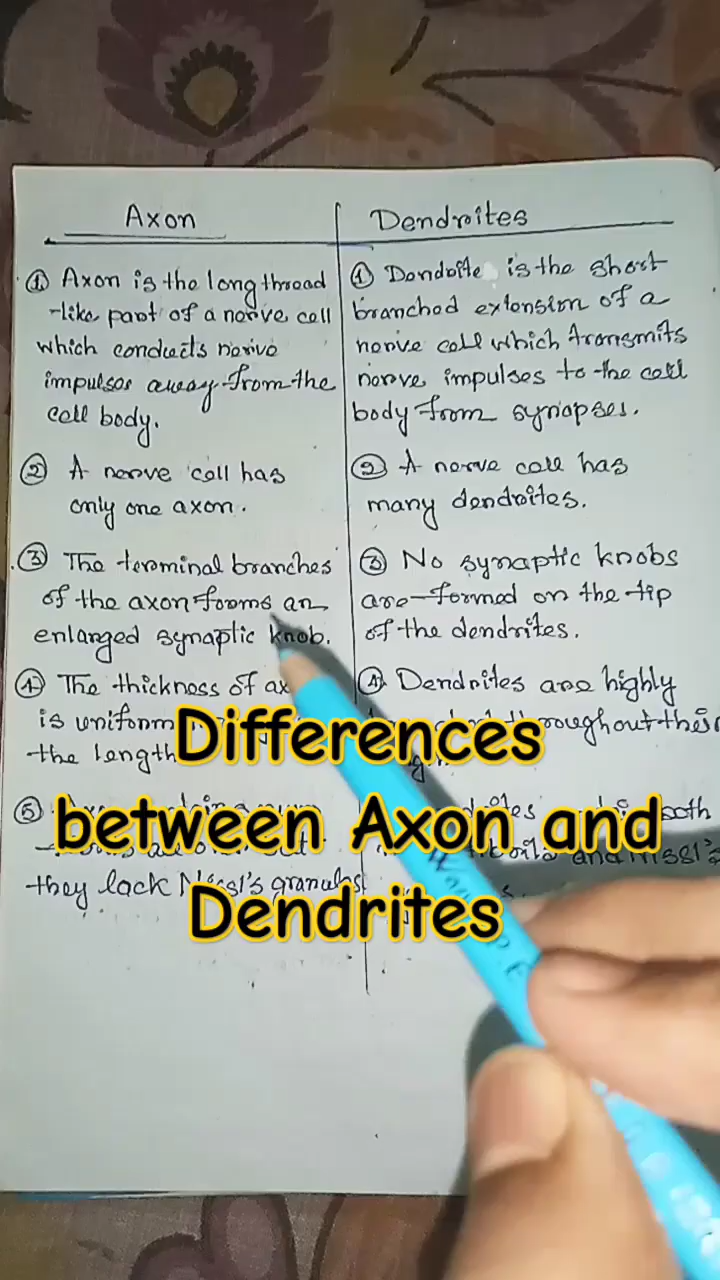 Axon
① Axon is the long thread
-like part of a nerve cell
which conducts nerve
impulses away from the
cell body.
② A nerve cell has
only one axon.
③ The terminal branches
of the axon forms an
enlarged synaptic knob.
④ The thickness of
is uniform
the length
⑤
they lack Nissl's granules
Dendrites
① Dendrite is the short
branched extension of a
nerve cell which transmits
nerve impulses to the cell
body from synapses.
② A nerve cell has
many dendrites.
③ No synaptic knobs
are formed on the tip
of the dendrites.
④ Dendrites are highly
throughout their
both
and Nissl's
Differences
between Axon and
Dendrites